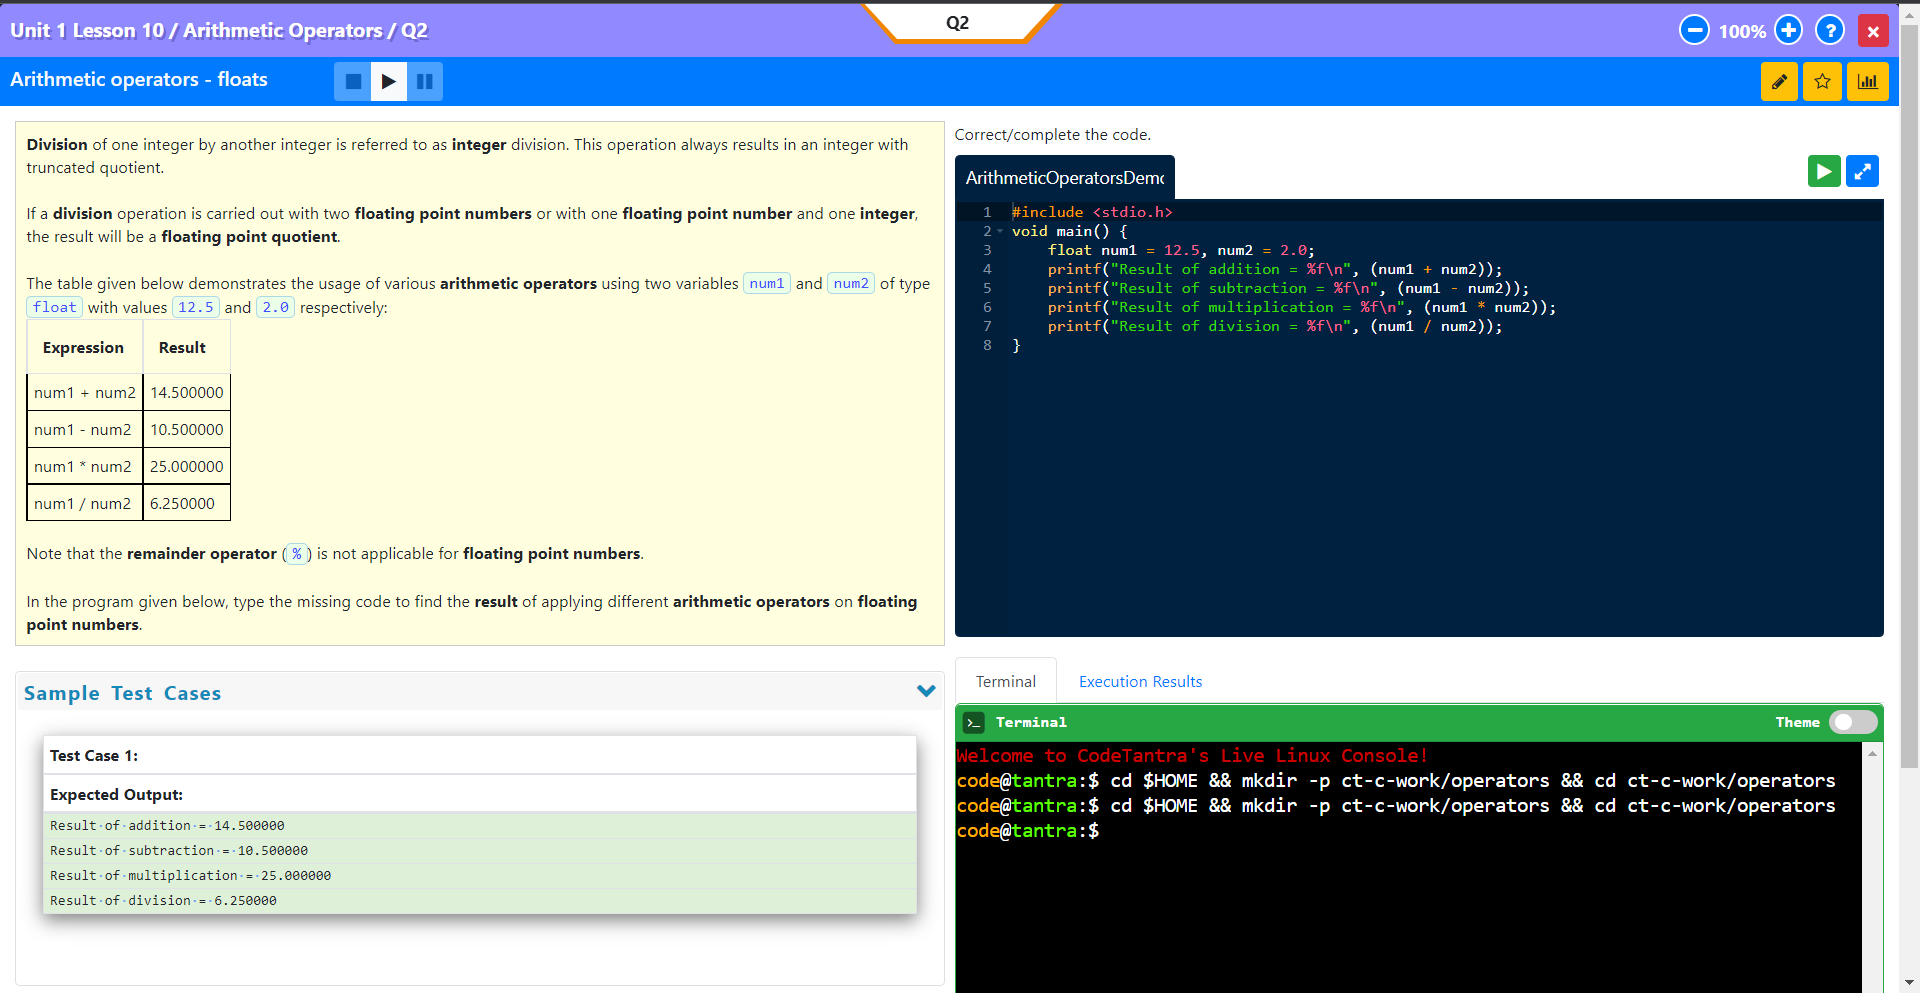 Unit 1 Lesson 10 / Arithmetic Operators / Q2
Q2
100%
Arithmetic operators - floats
Division of one integer by another integer is referred to as integer division. This operation always results in an integer with
truncated quotient.
If a division operation is carried out with two floating point numbers or with one floating point number and one integer,
the result will be a floating point quotient.
The table given below demonstrates the usage of various arithmetic operators using two variables num1 and num2 of type
float with values 12.5 and 2.0 respectively:
Expression Result
num1 + num2 14.500000
num1 - num2 10.500000
num1 * num2 25.000000
num1 / num2 6.250000
Note that the remainder operator (%) is not applicable for floating point numbers.
In the program given below, type the missing code to find the result of applying different arithmetic operators on floating
point numbers.
Sample Test Cases
Test Case 1:
Expected Output:
Result·of·addition·=·14.500000
Result·of·subtraction·=·10.500000
Result·of·multiplication·=·25.000000
Result·of·division·=·6.250000
Correct/complete the code.
ArithmeticOperatorsDemo
1 #include <stdio.h>
2 void main() {
3 float num1 = 12.5, num2 = 2.0;
4 printf("Result of addition = %f\n", (num1 + num2));
5 printf("Result of subtraction = %f\n", (num1 - num2));
6 printf("Result of multiplication = %f\n", (num1 * num2));
7 printf("Result of division = %f\n", (num1 / num2));
8 }
Terminal Execution Results
>_ Terminal Theme
Welcome to CodeTantra's Live Linux Console!
code@tantra:$ cd $HOME && mkdir -p ct-c-work/operators && cd ct-c-work/operators
code@tantra:$ cd $HOME && mkdir -p ct-c-work/operators && cd ct-c-work/operators
code@tantra:$